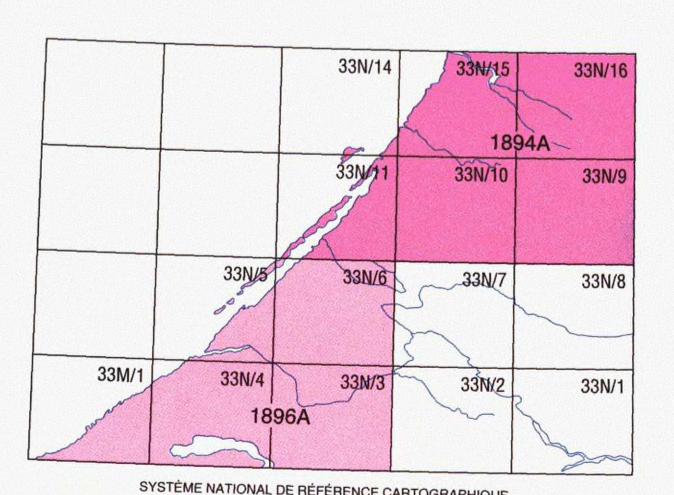 33N/14 33N/15 33N/16
1894A
33N/11 33N/10 33N/9
33N/5 33N/6 33N/7 33N/8
33M/1 33N/4 33N/3 33N/2 33N/1
1896A
SYSTÈME NATIONAL DE RÉFÉRENCE CARTOGRAPHIQUE